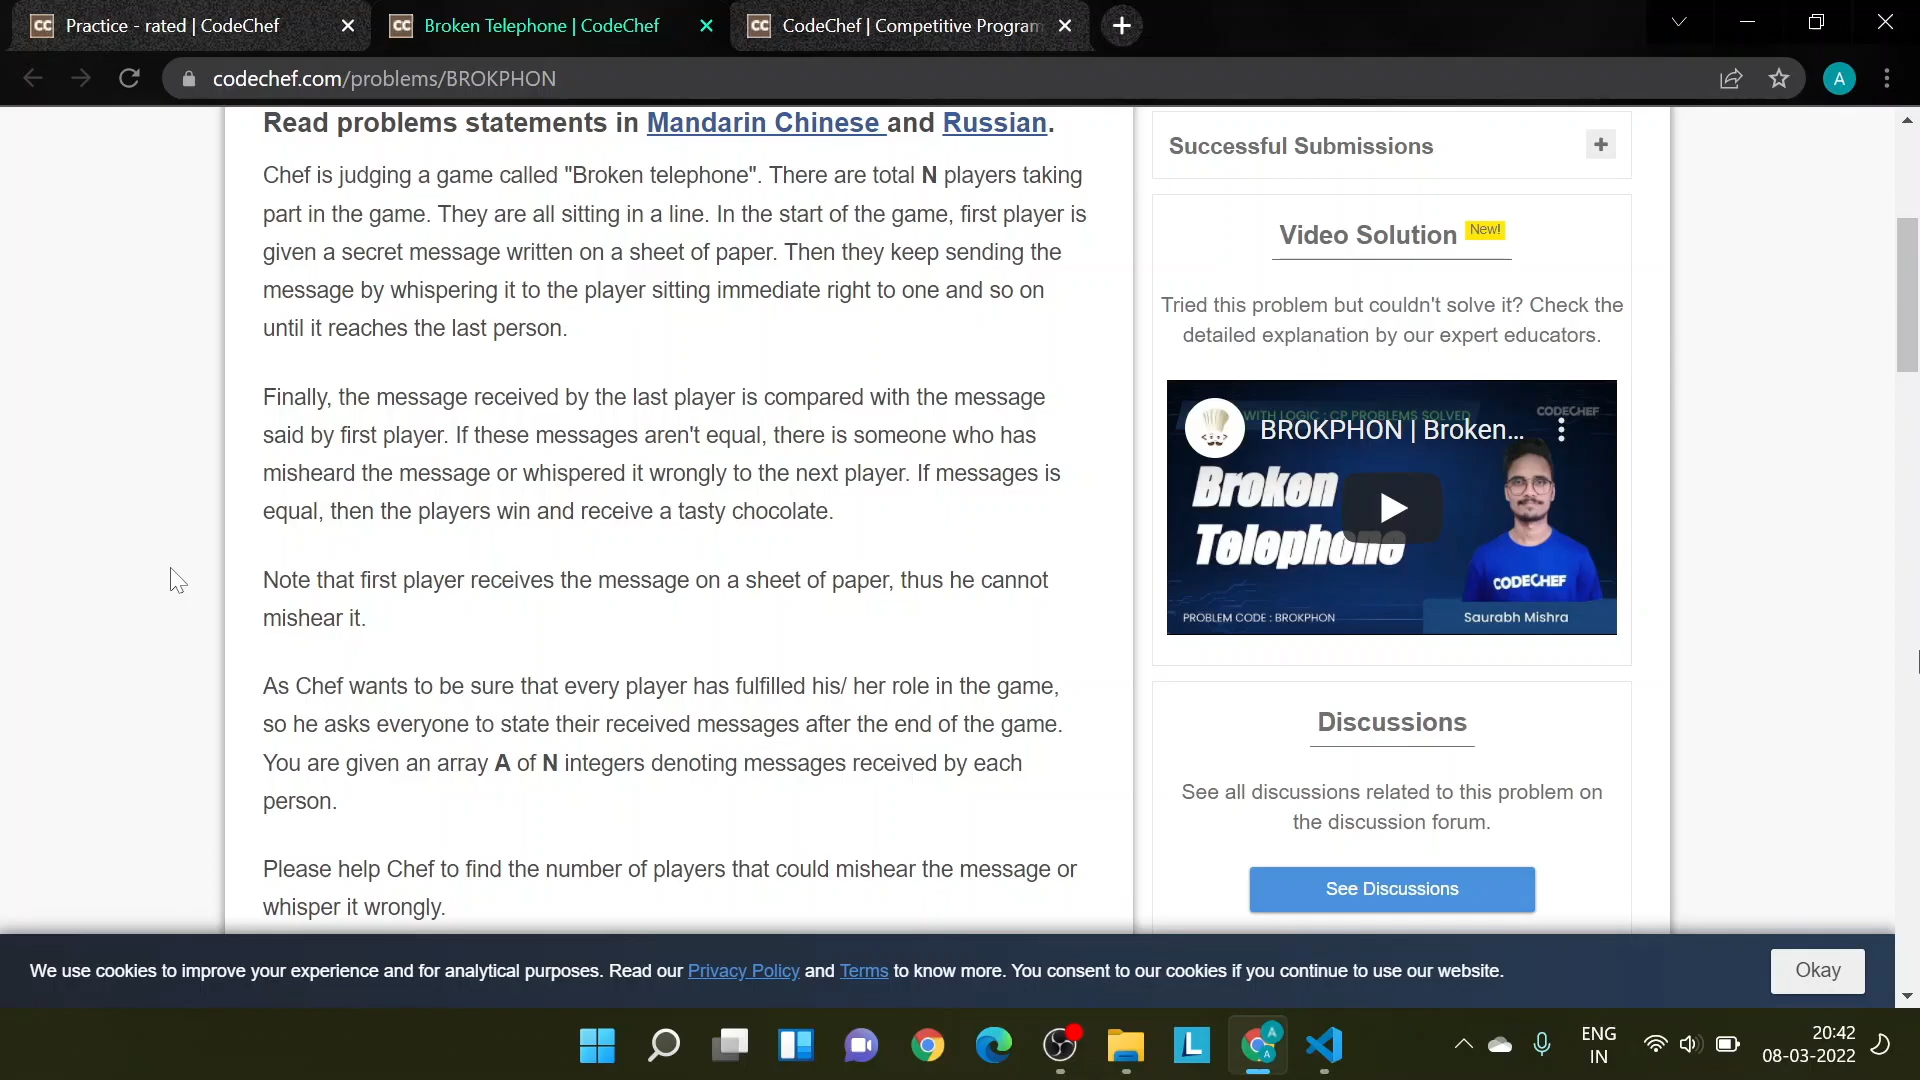 Practice - rated | CodeChef
Broken Telephone | CodeChef
CodeChef | Competitive Program
codechef.com/problems/BROKPHON
A
Read problems statements in Mandarin Chinese and Russian.
Chef is judging a game called "Broken telephone". There are total N players taking
part in the game. They are all sitting in a line. In the start of the game, first player is
given a secret message written on a sheet of paper. Then they keep sending the
message by whispering it to the player sitting immediate right to one and so on
until it reaches the last person.
Finally, the message received by the last player is compared with the message
said by first player. If these messages aren't equal, there is someone who has
misheard the message or whispered it wrongly to the next player. If messages is
equal, then the players win and receive a tasty chocolate.
Note that first player receives the message on a sheet of paper, thus he cannot
mishear it.
As Chef wants to be sure that every player has fulfilled his/ her role in the game,
so he asks everyone to state their received messages after the end of the game.
You are given an array A of N integers denoting messages received by each
person.
Please help Chef to find the number of players that could mishear the message or
whisper it wrongly.
Successful Submissions
+
Video Solution New!
Tried this problem but couldn't solve it? Check the
detailed explanation by our expert educators.
WITH LOGIC : CP PROBLEMS SOLVED
CODECHEF
BROKPHON | Broken...
Broken
Telephone
CODECHEF
PROBLEM CODE : BROKPHON
Saurabh Mishra
Discussions
See all discussions related to this problem on
the discussion forum.
See Discussions
We use cookies to improve your experience and for analytical purposes. Read our Privacy Policy and Terms to know more. You consent to our cookies if you continue to use our website.
Okay
ENG
IN
20:42
08-03-2022